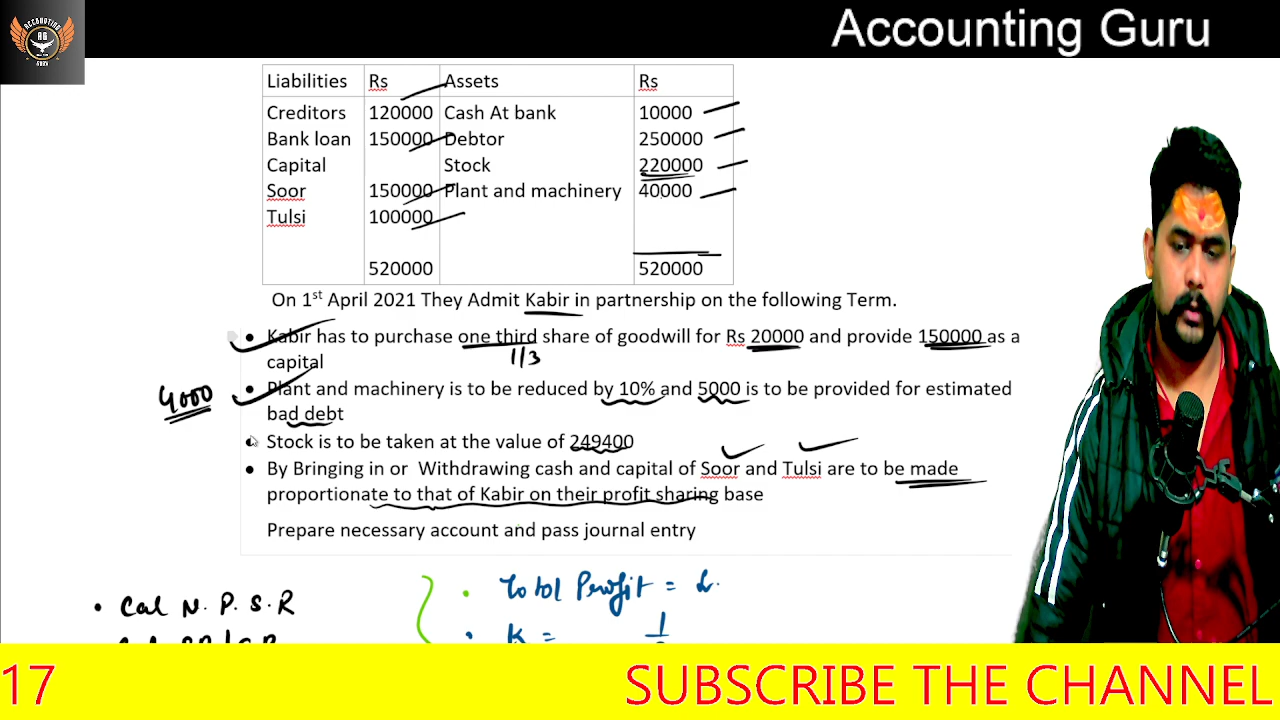 Accounting Guru
ACCOUNTING
AG
GURU
Liabilities Rs Assets Rs
Creditors 120000 Cash At bank 10000
Bank loan 150000 Debtor 250000
Capital Stock 220000
Soor 150000 Plant and machinery 40000
Tulsi 100000
520000 520000
On 1st April 2021 They Admit Kabir in partnership on the following Term.
• Kabir has to purchase one third share of goodwill for Rs 20000 and provide 150000 as a
capital
1/3
4000
• Plant and machinery is to be reduced by 10% and 5000 is to be provided for estimated
bad debt
• Stock is to be taken at the value of 249400
• By Bringing in or Withdrawing cash and capital of Soor and Tulsi are to be made
proportionate to that of Kabir on their profit sharing base
Prepare necessary account and pass journal entry
• Total Profit =
• Cal N. P. S. R
• K = 1
17 SUBSCRIBE THE CHANNEL